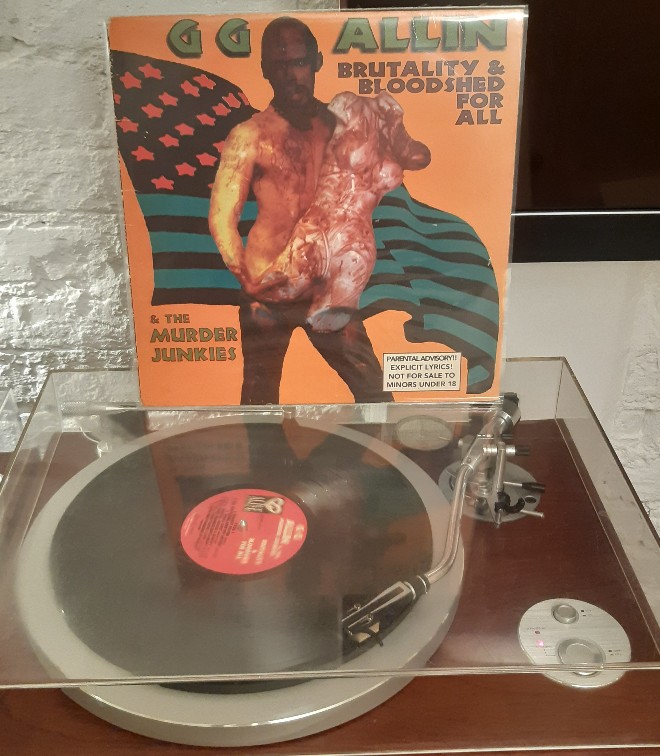 GG ALLIN
BRUTALITY &
BLOODSHED
FOR
ALL
& THE
MURDER
JUNKIES
PARENTAL ADVISORY!!
EXPLICIT LYRICS!
NOT FOR SALE TO
MINORS UNDER 18